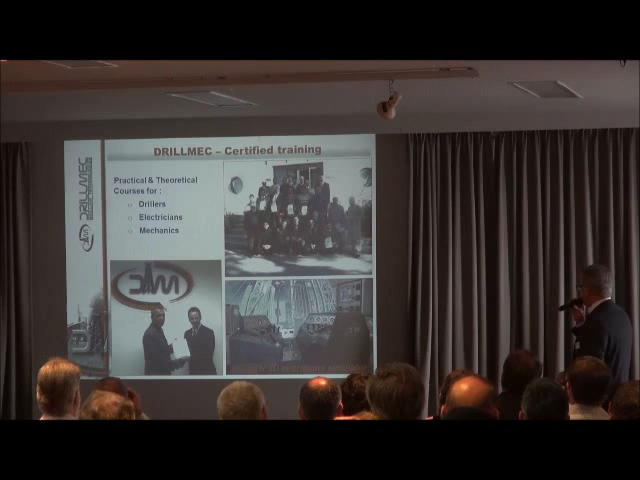 DRILLMEC – Certified training
DRILLMEC
Practical & Theoretical
Courses for :
o Drillers
o Electricians
o Mechanics